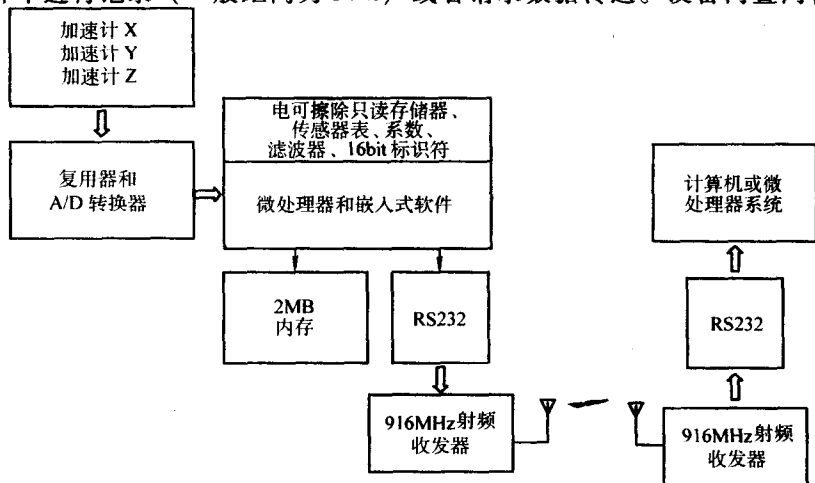 加速计 X
加速计 Y
加速计 Z
复用器和
A/D 转换器
电可擦除只读存储器、
传感器表、系数、
滤波器、16bit 标识符
微处理器和嵌入式软件
2MB
内存
RS232
916MHz射频
收发器
计算机或微
处理器系统
RS232
916MHz射频
收发器